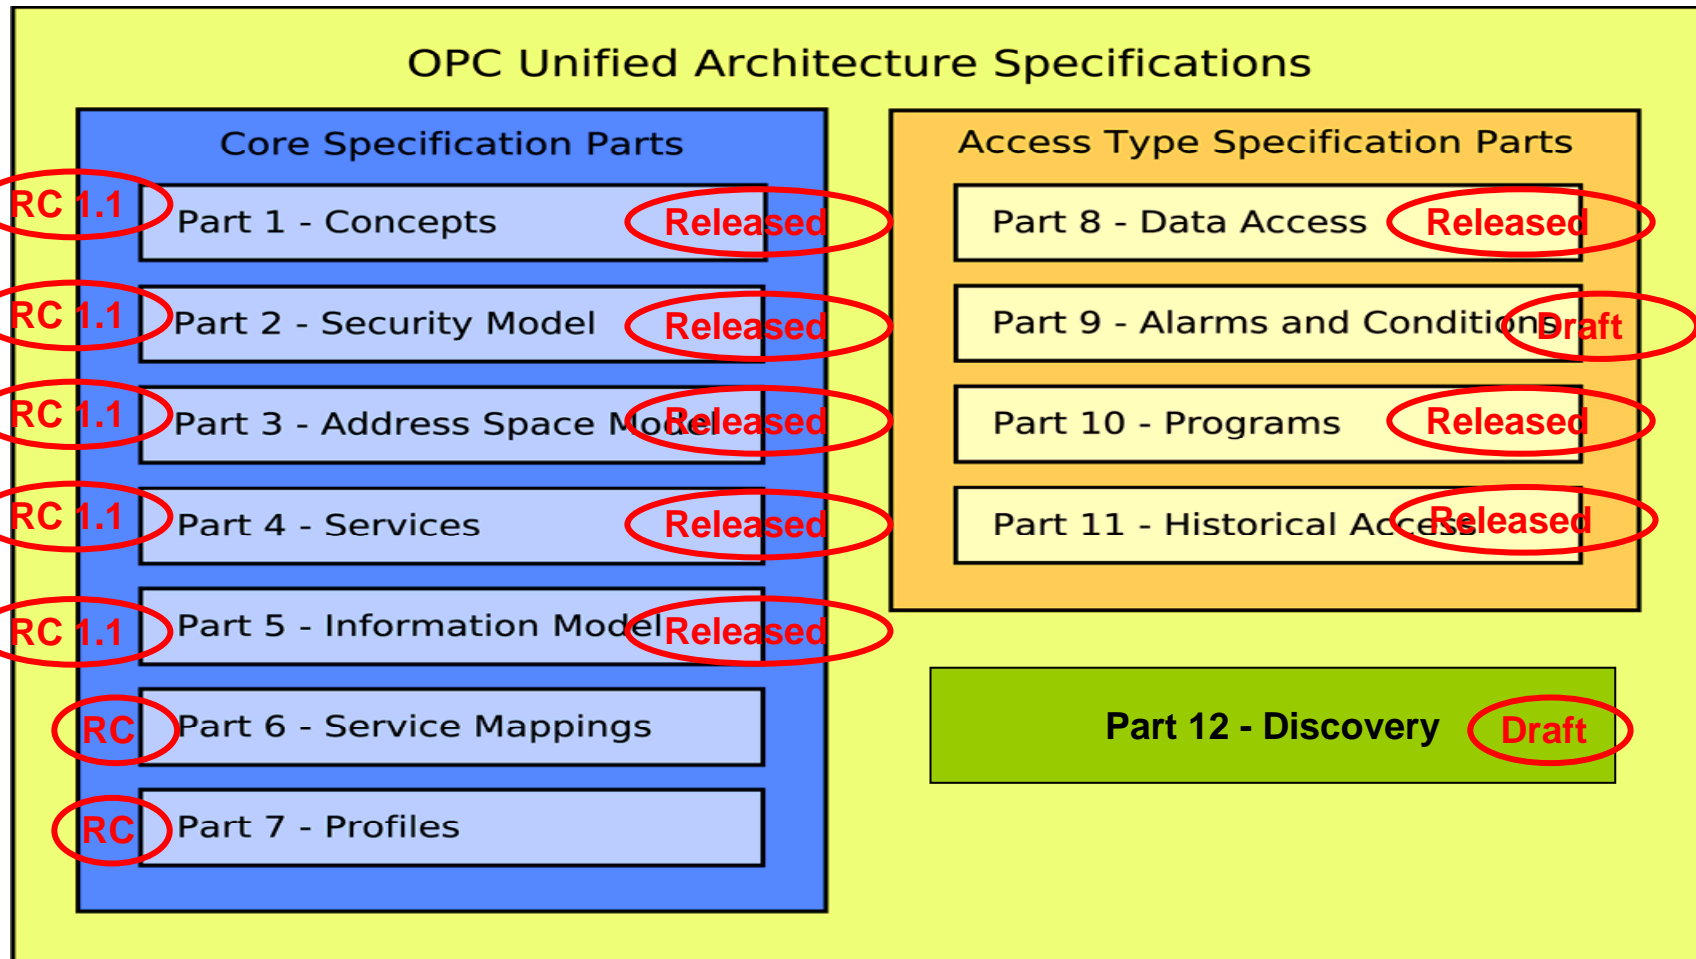 OPC Unified Architecture Specifications
Core Specification Parts
RC 1.1
Part 1 - Concepts
Released
RC 1.1
Part 2 - Security Model
Released
RC 1.1
Part 3 - Address Space Model
Released
RC 1.1
Part 4 - Services
Released
RC 1.1
Part 5 - Information Model
Released
RC
Part 6 - Service Mappings
RC
Part 7 - Profiles
Access Type Specification Parts
Part 8 - Data Access
Released
Part 9 - Alarms and Conditions
Draft
Part 10 - Programs
Released
Part 11 - Historical Access
Released
Part 12 - Discovery
Draft